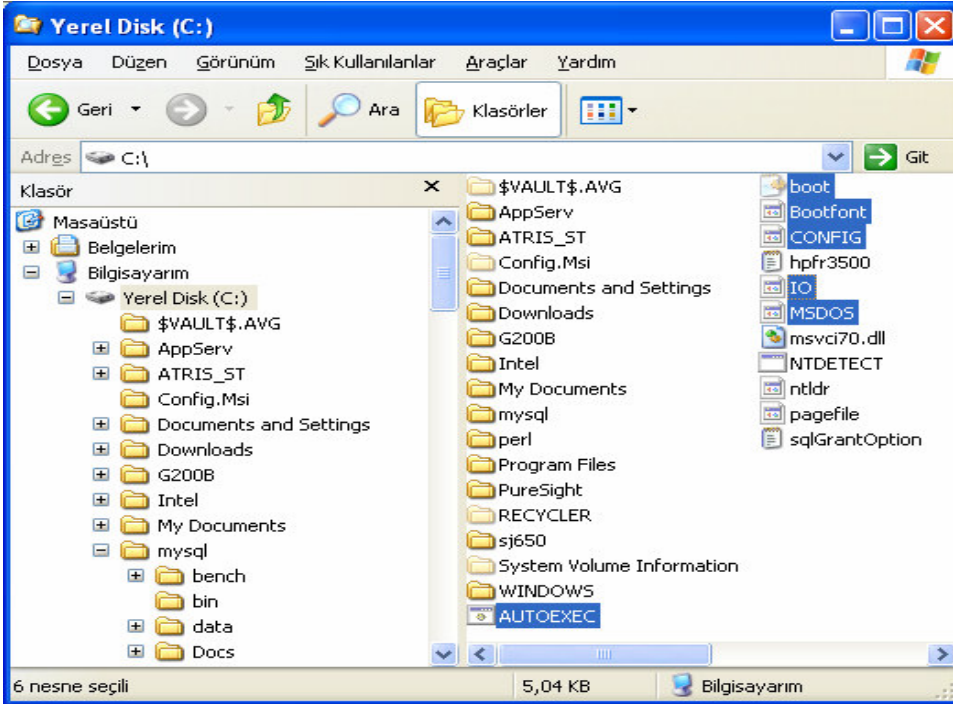 Yerel Disk (C:)
Dosya Düzen Görünüm Sık Kullanılanlar Araçlar Yardım
Geri Ara Klasörler
Adres C:\ Git
Klasör
Masaüstü
Belgelerim
Bilgisayarım
Yerel Disk (C:)
$VAULT$.AVG
AppServ
ATRIS_ST
Config.Msi
Documents and Settings
Downloads
G200B
Intel
My Documents
mysql
bench
bin
data
Docs
$VAULT$.AVG
AppServ
ATRIS_ST
Config.Msi
Documents and Settings
Downloads
G200B
Intel
My Documents
mysql
perl
Program Files
PureSight
RECYCLER
sj650
System Volume Information
WINDOWS
AUTOEXEC
boot
Bootfont
CONFIG
hpfr3500
IO
MSDOS
msvci70.dll
NTDETECT
ntldr
pagefile
sqlGrantOption
6 nesne seçili 5,04 KB Bilgisayarım